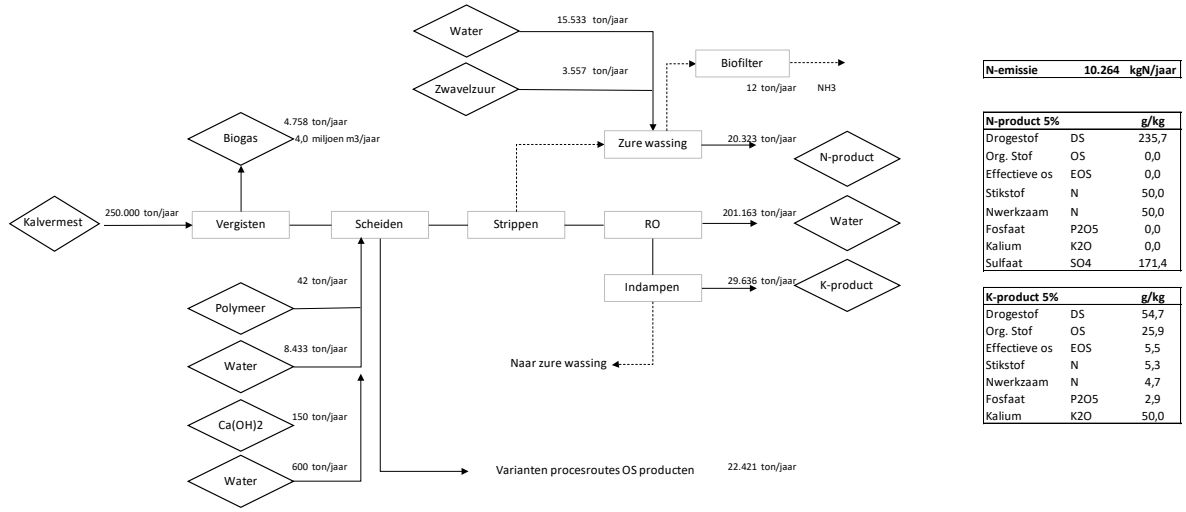 Water
15.533 ton/jaar
Zwavelzuur
3.557 ton/jaar
Biofilter
12 ton/jaar NH3
Biogas
4.758 ton/jaar
4,0 miljoen m3/jaar
Zure wassing
20.323 ton/jaar
N-product
Kalvermest
250.000 ton/jaar
Vergisten
Scheiden
Strippen
RO
201.163 ton/jaar
Water
Indampen
29.636 ton/jaar
K-product
Polymeer
42 ton/jaar
Water
8.433 ton/jaar
Naar zure wassing
Ca(OH)2
150 ton/jaar
Water
600 ton/jaar
Varianten procesroutes OS producten 22.421 ton/jaar
N-emissie 10.264 kgN/jaar
N-product 5% g/kg
Drogestof DS 235,7
Org. Stof OS 0,0
Effectieve os EOS 0,0
Stikstof N 50,0
Nwerkzaam N 50,0
Fosfaat P2O5 0,0
Kalium K2O 0,0
Sulfaat SO4 171,4
K-product 5% g/kg
Drogestof DS 54,7
Org. Stof OS 25,9
Effectieve os EOS 5,5
Stikstof N 5,3
Nwerkzaam N 4,7
Fosfaat P2O5 2,9
Kalium K2O 50,0